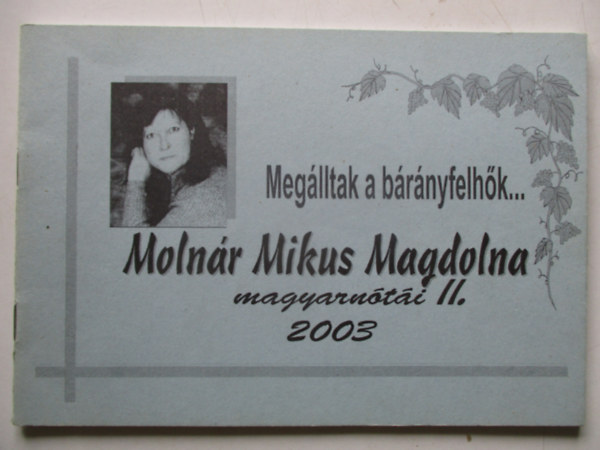 Megálltak a bárányfelhők...
Molnár Mikus Magdolna
magyarnótái II.
2003